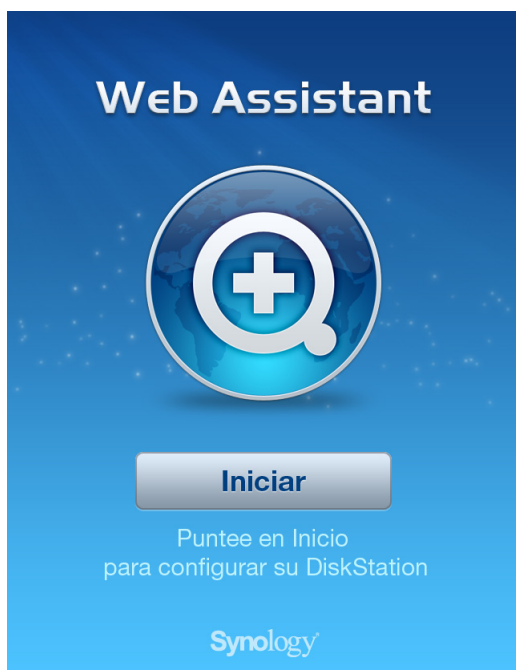 Web Assistant
Iniciar
Puntee en Inicio
para configurar su DiskStation
Synology